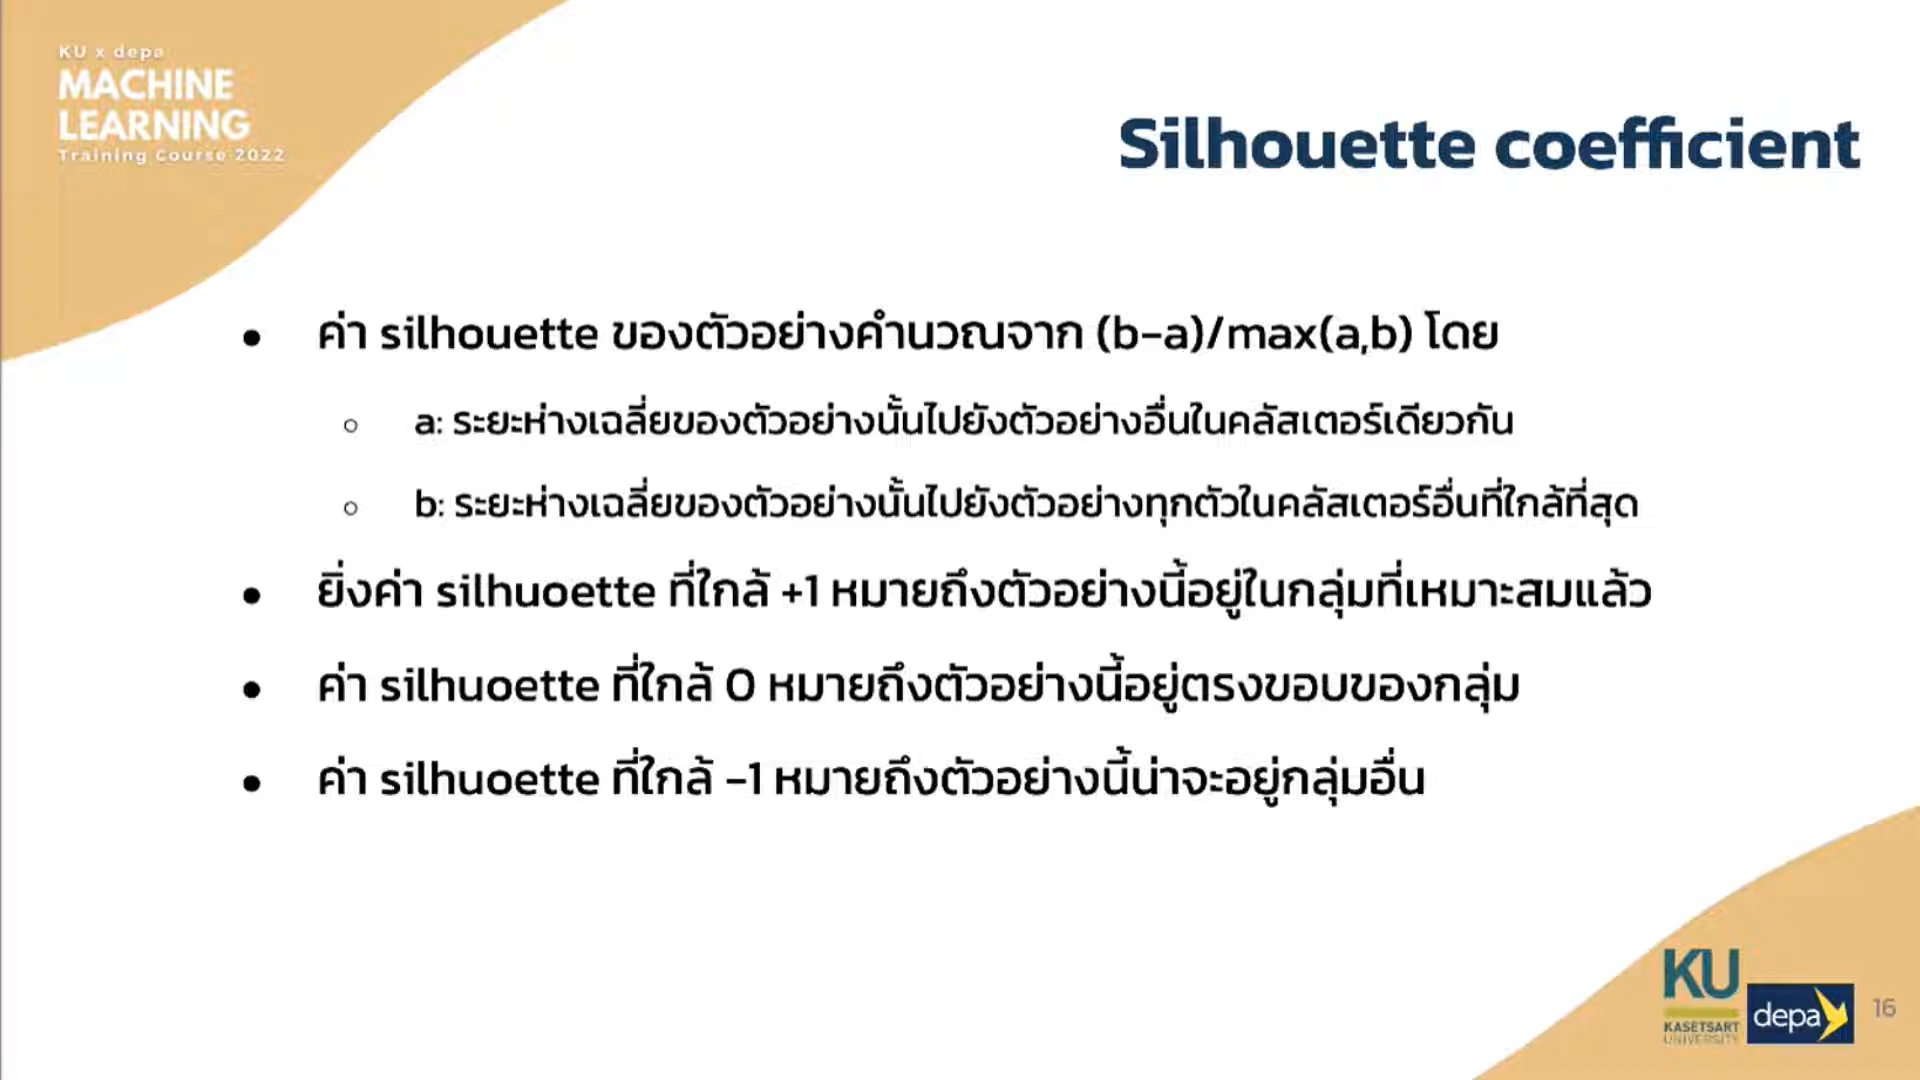 KU x depa
MACHINE
LEARNING
Training Course 2022
Silhouette coefficient
● ค่า silhouette ของตัวอย่างคำนวณจาก (b-a)/max(a,b) โดย
○ a: ระยะห่างเฉลี่ยของตัวอย่างนั้นไปยังตัวอย่างอื่นในคลัสเตอร์เดียวกัน
○ b: ระยะห่างเฉลี่ยของตัวอย่างนั้นไปยังตัวอย่างทุกตัวในคลัสเตอร์อื่นที่ใกล้ที่สุด
● ยิ่งค่า silhuoette ที่ใกล้ +1 หมายถึงตัวอย่างนี้อยู่ในกลุ่มที่เหมาะสมแล้ว
● ค่า silhuoette ที่ใกล้ 0 หมายถึงตัวอย่างนี้อยู่ตรงขอบของกลุ่ม
● ค่า silhuoette ที่ใกล้ -1 หมายถึงตัวอย่างนี้น่าจะอยู่กลุ่มอื่น
KU
KASETSART
UNIVERSITY
depa
16